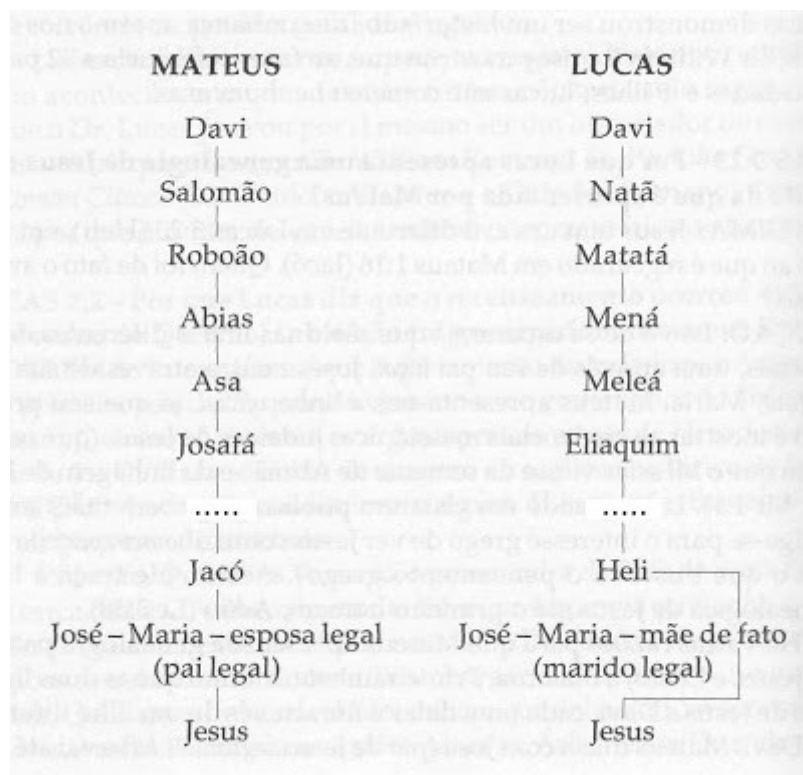 MATEUS LUCAS
Davi Davi
Salomão Natã
Roboão Matatá
Abias Mená
Asa Meleá
Josafá Eliaquim
..... .....
Jacó Heli
José – Maria – esposa legal José – Maria – mãe de fato
(pai legal) (marido legal)
Jesus Jesus